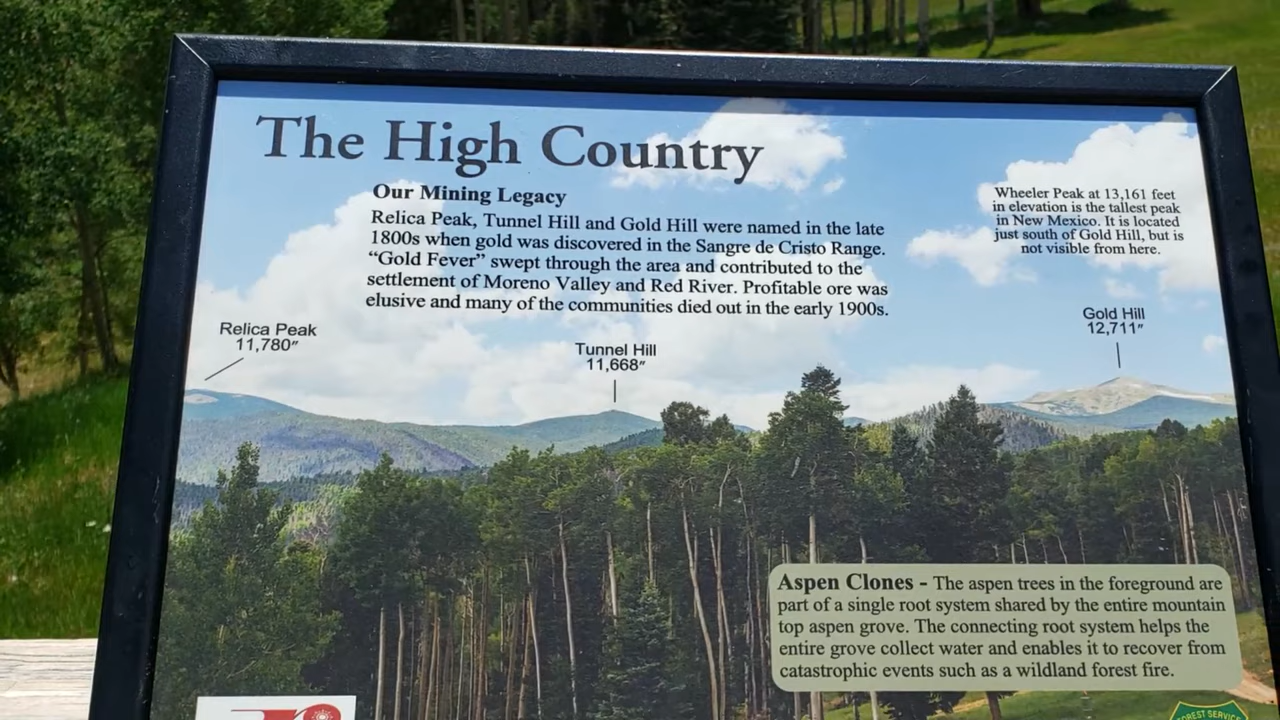 The High Country
Our Mining Legacy
Relica Peak, Tunnel Hill and Gold Hill were named in the late
1800s when gold was discovered in the Sangre de Cristo Range.
“Gold Fever” swept through the area and contributed to the
settlement of Moreno Valley and Red River. Profitable ore was
elusive and many of the communities died out in the early 1900s.
Wheeler Peak at 13,161 feet
in elevation is the tallest peak
in New Mexico. It is located
just south of Gold Hill, but is
not visible from here.
Relica Peak
11,780″
Tunnel Hill
11,668″
Gold Hill
12,711″
Aspen Clones - The aspen trees in the foreground are
part of a single root system shared by the entire mountain
top aspen grove. The connecting root system helps the
entire grove collect water and enables it to recover from
catastrophic events such as a wildland forest fire.
FOREST SERVICE